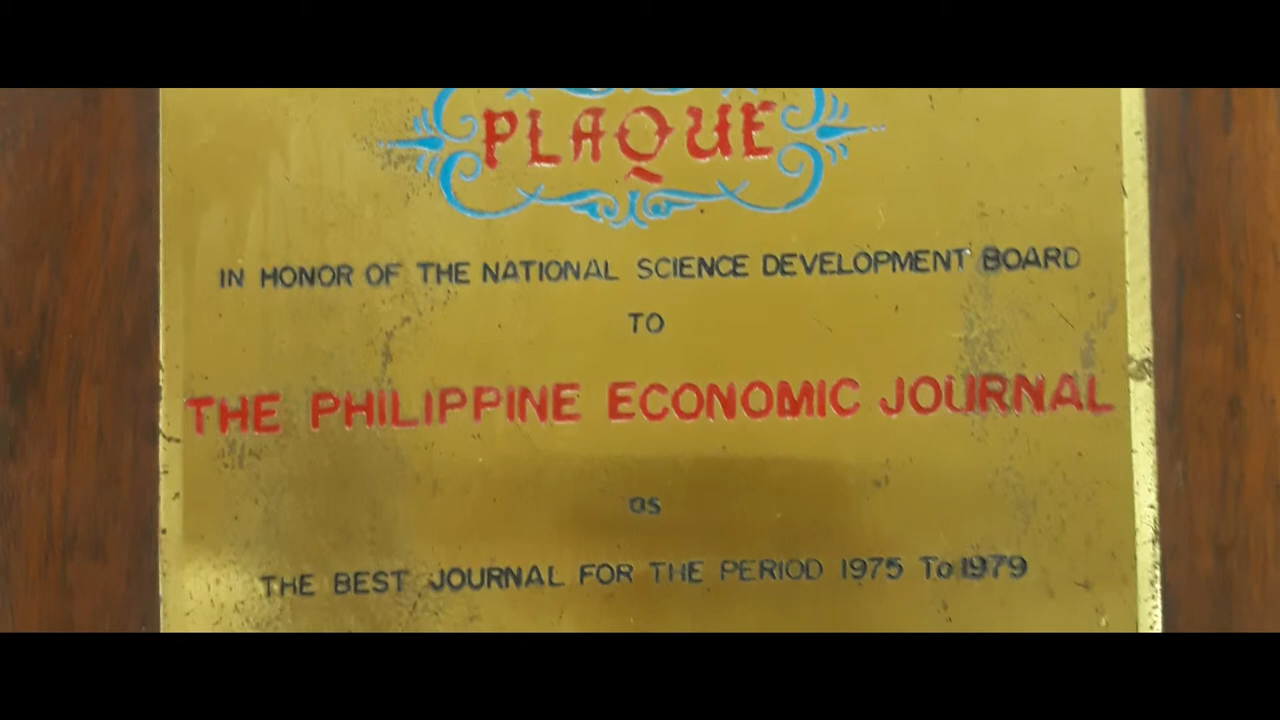 PLAQUE
IN HONOR OF THE NATIONAL SCIENCE DEVELOPMENT BOARD
TO
THE PHILIPPINE ECONOMIC JOURNAL
as
THE BEST JOURNAL FOR THE PERIOD 1975 To 1979